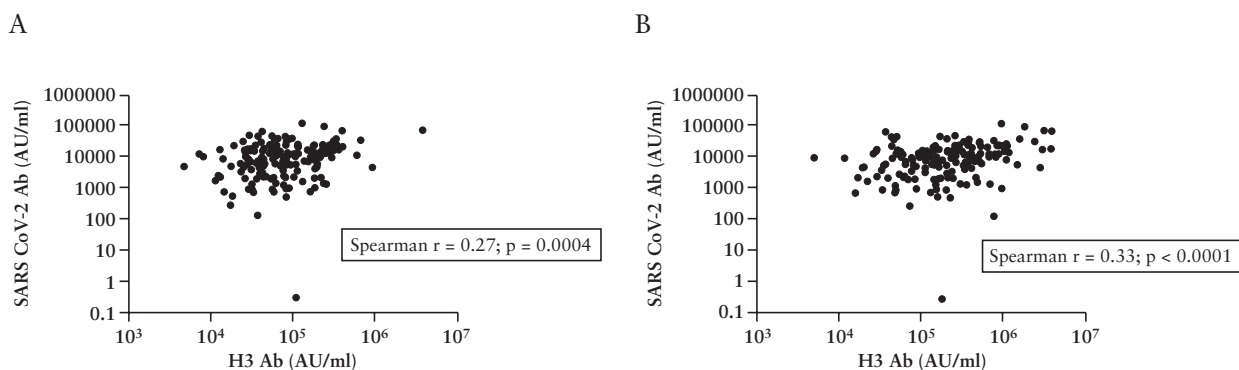 A
SARS CoV-2 Ab (AU/ml)
1000000
100000
10000
1000
100
10
1
0.1
Spearman r = 0.27; p = 0.0004
10³ 10⁴ 10⁵ 10⁶ 10⁷
H3 Ab (AU/ml)
B
SARS CoV-2 Ab (AU/ml)
1000000
100000
10000
1000
100
10
1
0.1
Spearman r = 0.33; p < 0.0001
10³ 10⁴ 10⁵ 10⁶ 10⁷
H3 Ab (AU/ml)